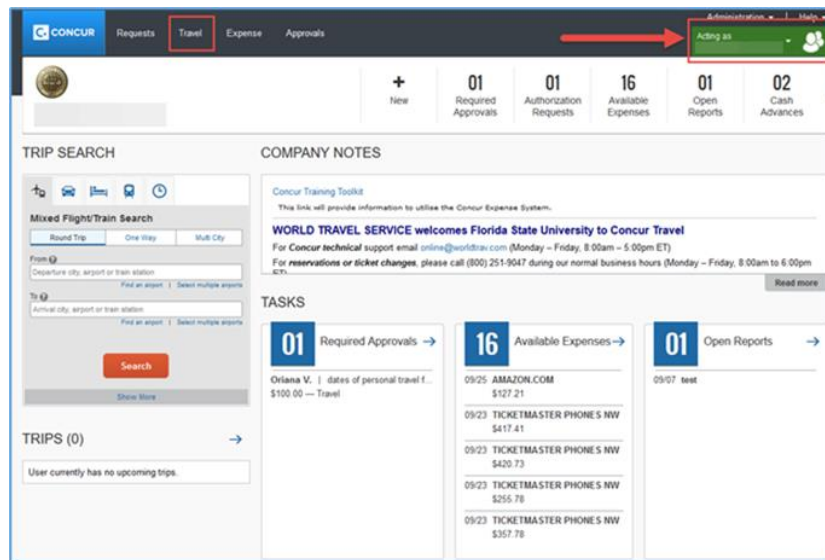 Administration | Help
CONCUR Requests Travel Expense Approvals
Acting as
+ New
01 Required Approvals
01 Authorization Requests
16 Available Expenses
01 Open Reports
02 Cash Advances
TRIP SEARCH
Mixed Flight/Train Search
Round Trip One Way Multi City
From
Departure city, airport or train station
Find an airport | Select multiple airports
To
Arrival city, airport or train station
Find an airport | Select multiple airports
Search
Show More
TRIPS (0)
User currently has no upcoming trips.
COMPANY NOTES
Concur Training Toolkit
This link will provide information to utilise the Concur Expense System.
WORLD TRAVEL SERVICE welcomes Florida State University to Concur Travel
For Concur technical support email online@worldtrav.com (Monday – Friday, 8:00am – 5:00pm ET)
For reservations or ticket changes, please call (800) 251-9047 during our normal business hours (Monday – Friday, 8:00am to 6:00pm
ET)
Read more
TASKS
01 Required Approvals
Oriana V. | dates of personal travel f...
$100.00 — Travel
16 Available Expenses
09/25 AMAZON.COM
$127.21
09/23 TICKETMASTER PHONES NW
$417.41
09/23 TICKETMASTER PHONES NW
$420.73
09/23 TICKETMASTER PHONES NW
$255.78
09/23 TICKETMASTER PHONES NW
$357.78
01 Open Reports
09/07 test